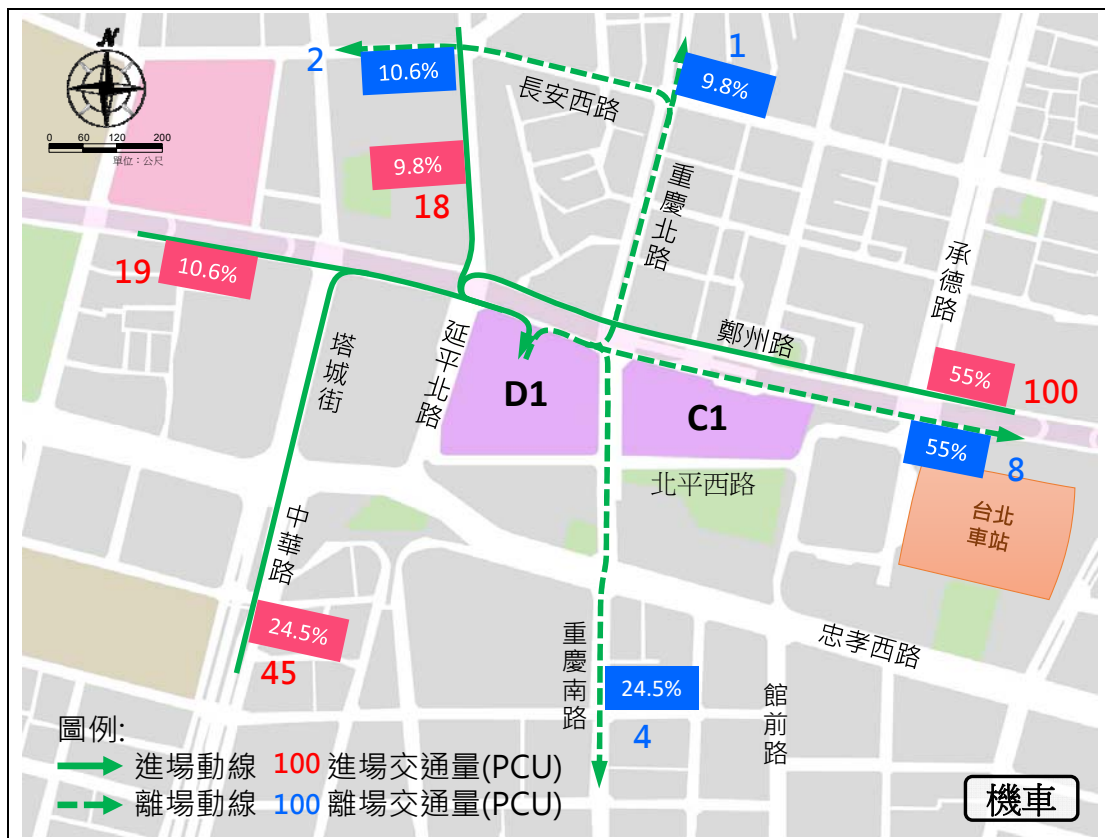 N
0 60 120 200
單位：公尺
2
10.6%
1
9.8%
長安西路
9.8%
18
重慶北路
承德路
19
10.6%
塔城街
延平北路
鄭州路
55%
100
D1
C1
55%
8
北平西路
台北
車站
中華路
24.5%
45
重慶南路
24.5%
4
忠孝西路
館前路
圖例:
進場動線 100 進場交通量(PCU)
離場動線 100 離場交通量(PCU)
機車